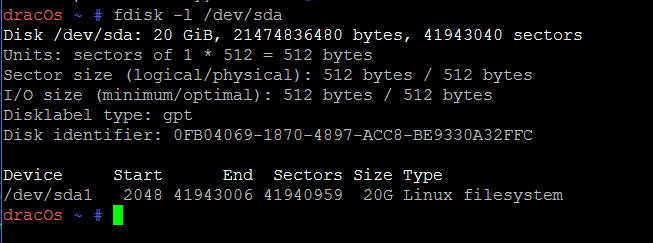 dracOs ~ # fdisk -l /dev/sda
Disk /dev/sda: 20 GiB, 21474836480 bytes, 41943040 sectors
Units: sectors of 1 * 512 = 512 bytes
Sector size (logical/physical): 512 bytes / 512 bytes
I/O size (minimum/optimal): 512 bytes / 512 bytes
Disklabel type: gpt
Disk identifier: 0FB04069-1870-4897-ACC8-BE9330A32FFC
Device     Start      End  Sectors Size Type
/dev/sda1   2048 41943006 41940959  20G Linux filesystem
dracOs ~ #